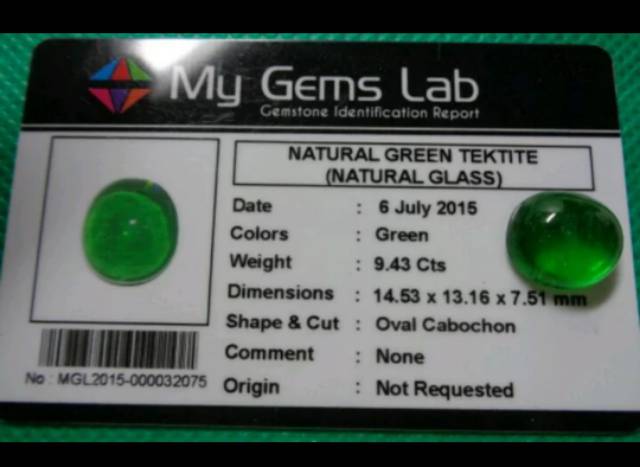 My Gems Lab
Gemstone Identification Report
NATURAL GREEN TEKTITE
(NATURAL GLASS)
Date : 6 July 2015
Colors : Green
Weight : 9.43 Cts
Dimensions : 14.53 x 13.16 x 7.51 mm
Shape & Cut : Oval Cabochon
Comment : None
Origin : Not Requested
No : MGL2015-000032075